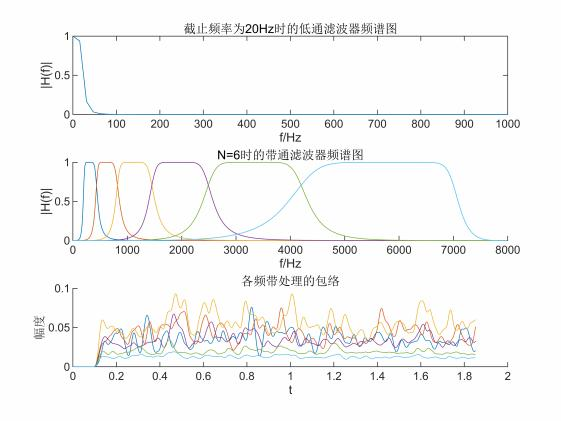 截止频率为20Hz时的低通滤波器频谱图
1
0.5
0
|H(f)|
0 100 200 300 400 500 600 700 800 900 1000
f/Hz
N=6时的带通滤波器频谱图
1
0.5
0
|H(f)|
0 1000 2000 3000 4000 5000 6000 7000 8000
f/Hz
各频带处理的包络
0.1
0.05
0
幅度
0 0.2 0.4 0.6 0.8 1 1.2 1.4 1.6 1.8 2
t